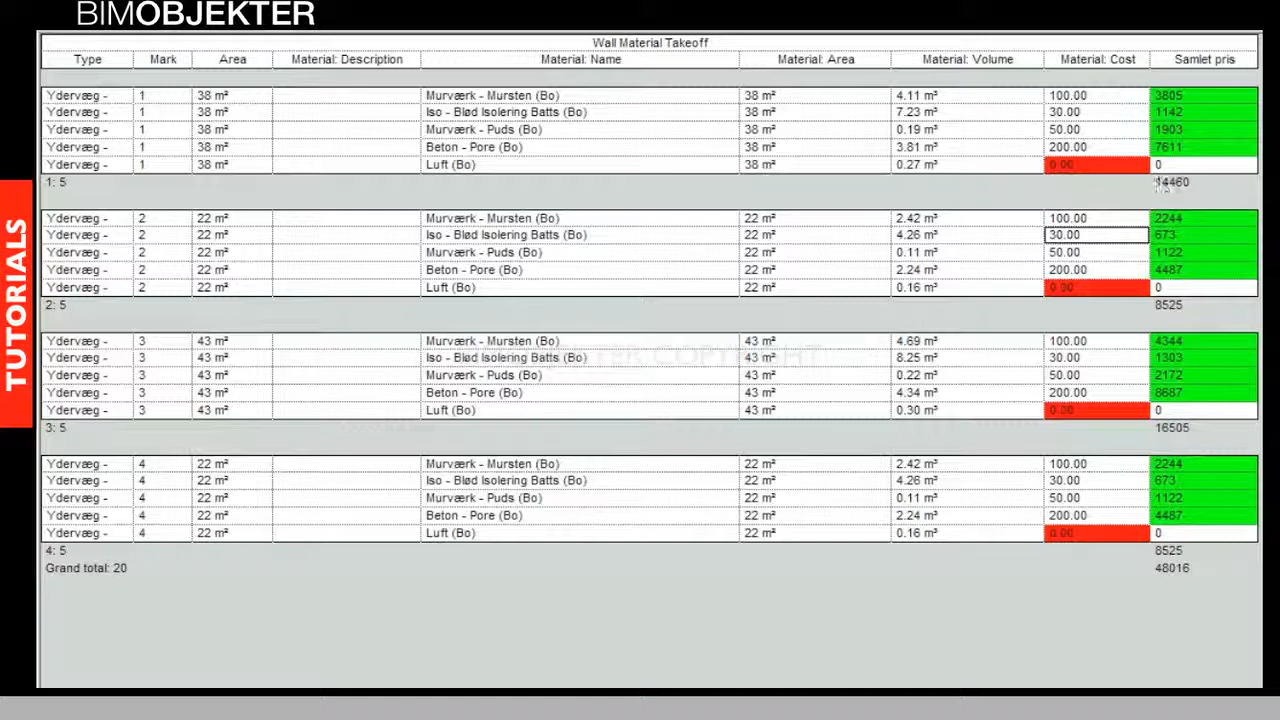 BIMOBJEKTER
TUTORIALS
Wall Material Takeoff
Type Mark Area Material: Description Material: Name Material: Area Material: Volume Material: Cost Samlet pris
Ydervæg - 1 38 m² Murværk - Mursten (Bo) 38 m² 4.11 m³ 100.00 3805
Ydervæg - 1 38 m² Iso - Blød Isolering Batts (Bo) 38 m² 7.23 m³ 30.00 1142
Ydervæg - 1 38 m² Murværk - Puds (Bo) 38 m² 0.19 m³ 50.00 1903
Ydervæg - 1 38 m² Beton - Pore (Bo) 38 m² 3.81 m³ 200.00 7611
Ydervæg - 1 38 m² Luft (Bo) 38 m² 0.27 m³ 0.00 0
1: 5 14460
Ydervæg - 2 22 m² Murværk - Mursten (Bo) 22 m² 2.42 m³ 100.00 2244
Ydervæg - 2 22 m² Iso - Blød Isolering Batts (Bo) 22 m² 4.26 m³ 30.00 673
Ydervæg - 2 22 m² Murværk - Puds (Bo) 22 m² 0.11 m³ 50.00 1122
Ydervæg - 2 22 m² Beton - Pore (Bo) 22 m² 2.24 m³ 200.00 4487
Ydervæg - 2 22 m² Luft (Bo) 22 m² 0.16 m³ 0.00 0
2: 5 8525
Ydervæg - 3 43 m² Murværk - Mursten (Bo) 43 m² 4.69 m³ 100.00 4344
Ydervæg - 3 43 m² Iso - Blød Isolering Batts (Bo) 43 m² 8.25 m³ 30.00 1303
Ydervæg - 3 43 m² Murværk - Puds (Bo) 43 m² 0.22 m³ 50.00 2172
Ydervæg - 3 43 m² Beton - Pore (Bo) 43 m² 4.34 m³ 200.00 8687
Ydervæg - 3 43 m² Luft (Bo) 43 m² 0.30 m³ 0.00 0
3: 5 16505
Ydervæg - 4 22 m² Murværk - Mursten (Bo) 22 m² 2.42 m³ 100.00 2244
Ydervæg - 4 22 m² Iso - Blød Isolering Batts (Bo) 22 m² 4.26 m³ 30.00 673
Ydervæg - 4 22 m² Murværk - Puds (Bo) 22 m² 0.11 m³ 50.00 1122
Ydervæg - 4 22 m² Beton - Pore (Bo) 22 m² 2.24 m³ 200.00 4487
Ydervæg - 4 22 m² Luft (Bo) 22 m² 0.16 m³ 0.00 0
4: 5 8525
Grand total: 20 48016